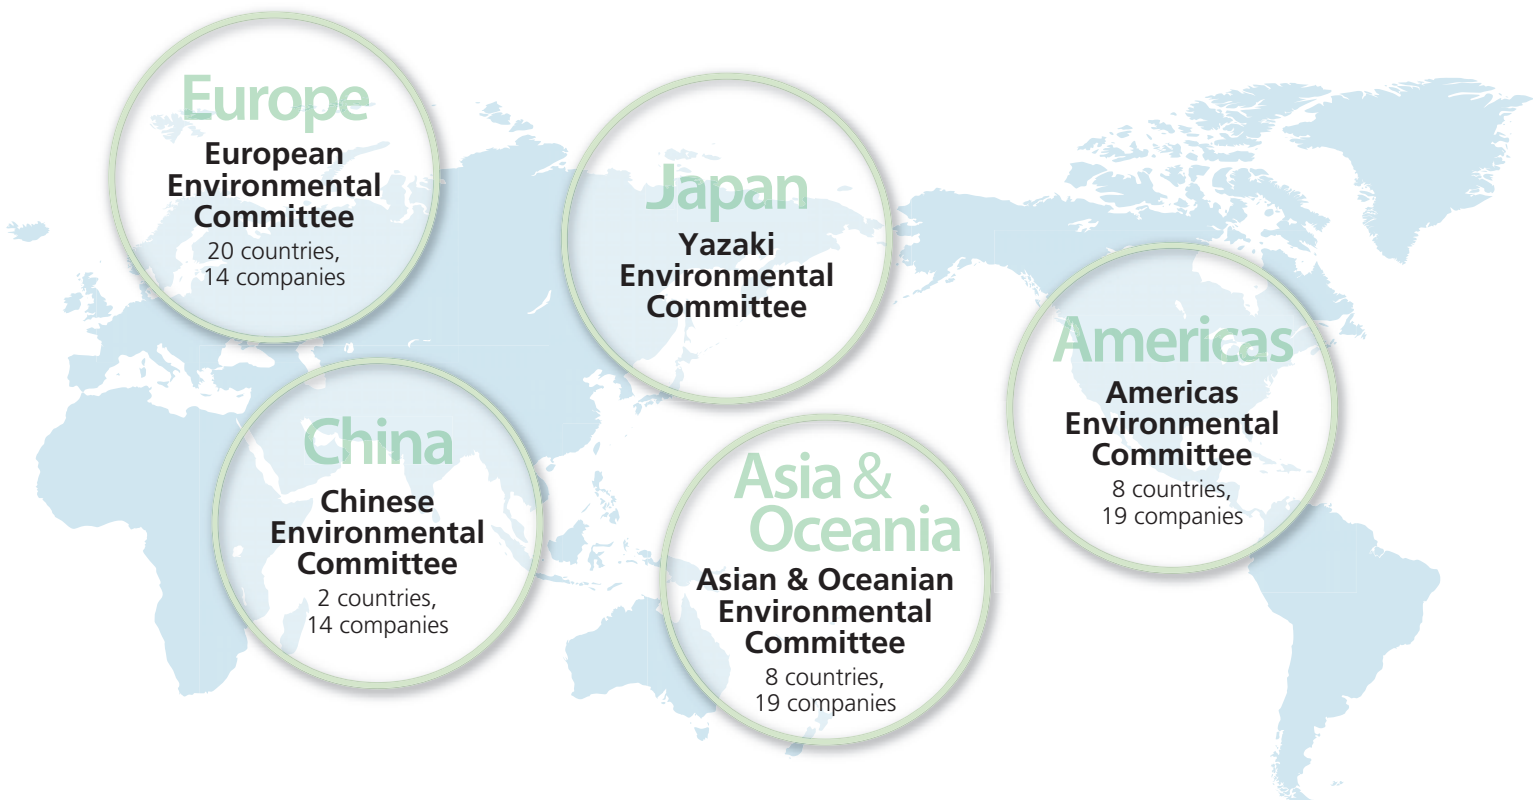 Europe
European
Environmental
Committee
20 countries,
14 companies
Japan
Yazaki
Environmental
Committee
Americas
Americas
Environmental
Committee
8 countries,
19 companies
China
Chinese
Environmental
Committee
2 countries,
14 companies
Asia &
Oceania
Asian & Oceanian
Environmental
Committee
8 countries,
19 companies